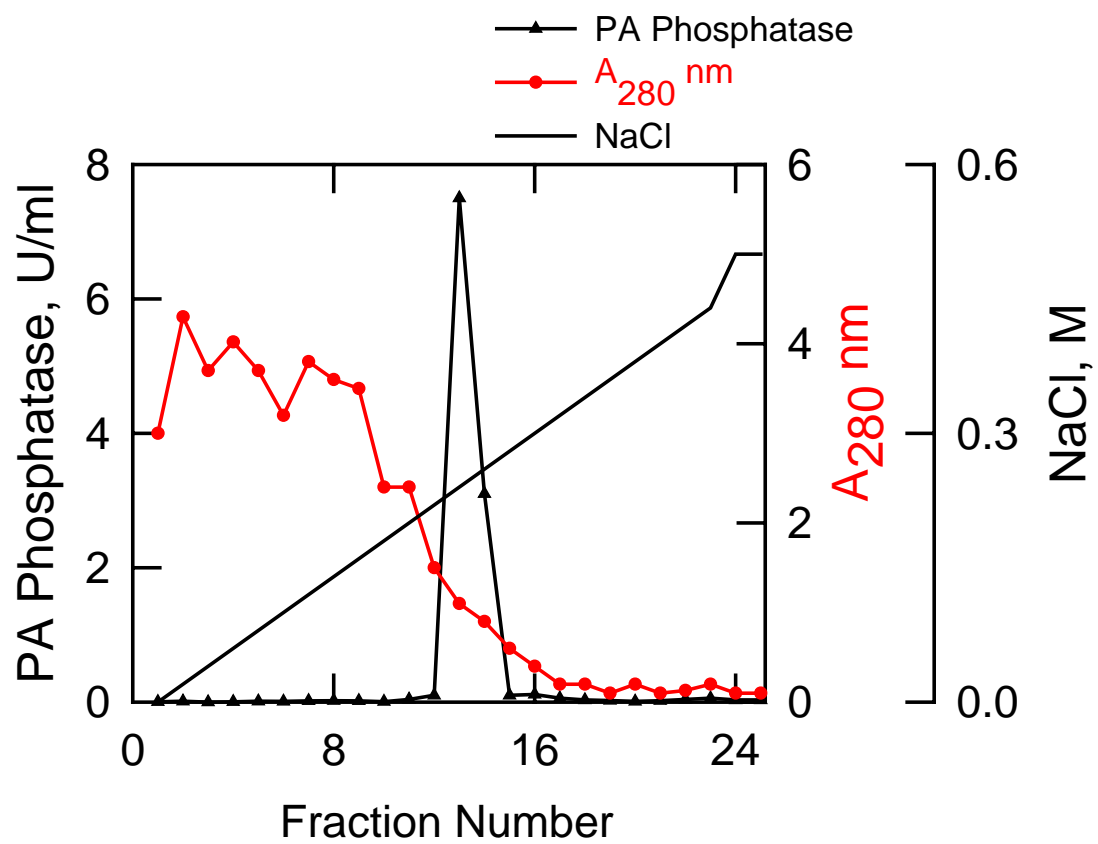 PA Phosphatase
A280 nm
NaCl
PA Phosphatase, U/ml
8
6
4
2
0
0
8
16
24
Fraction Number
6
4
2
0
A280 nm
0.6
0.3
0.0
NaCl, M